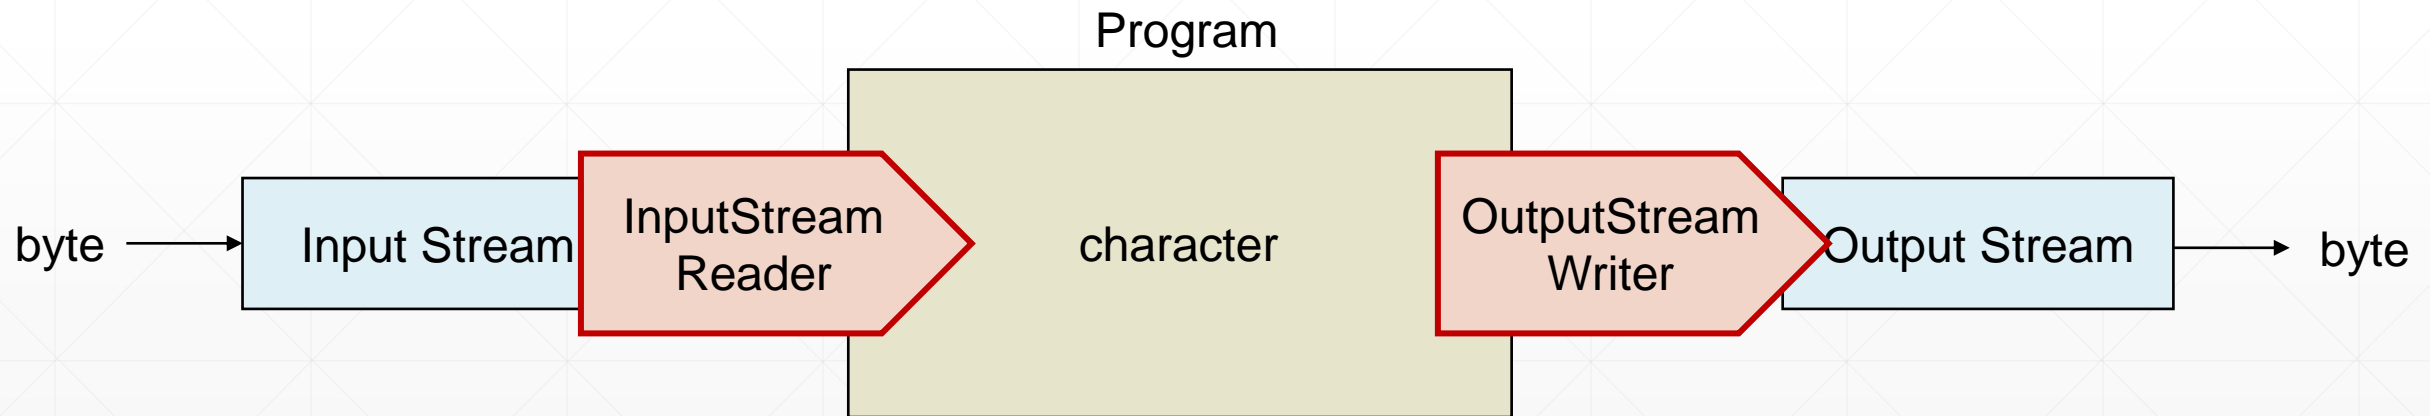 Program
byte
Input Stream
InputStream
Reader
character
OutputStream
Writer
Output Stream
byte